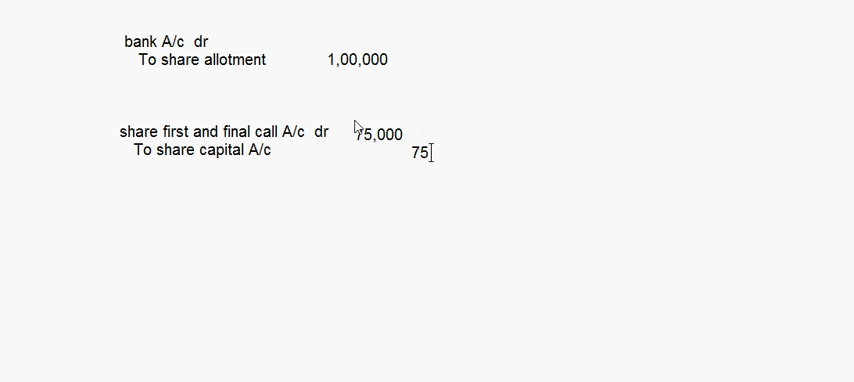 bank A/c dr
To share allotment 1,00,000
share first and final call A/c dr 75,000
To share capital A/c 75